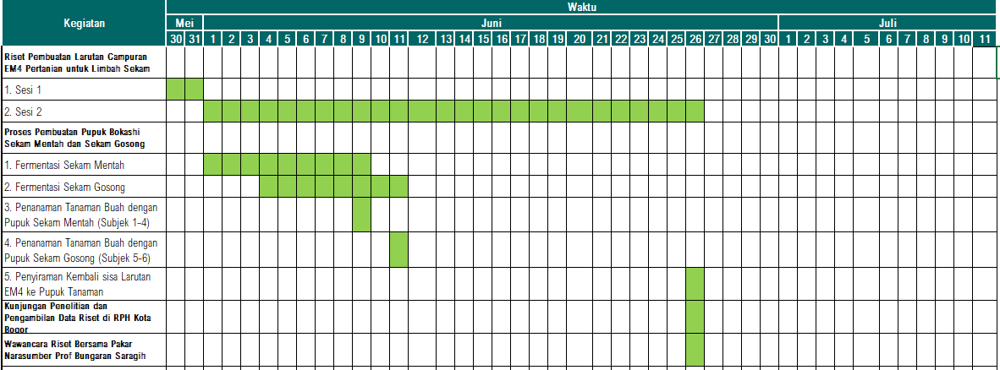 Kegiatan
Waktu
Mei
Juni
Juli
30 31 1 2 3 4 5 6 7 8 9 10 11 12 13 14 15 16 17 18 19 20 21 22 23 24 25 26 27 28 29 30 1 2 3 4 5 6 7 8 9 10 11
Riset Pembuatan Larutan Campuran
EM4 Pertanian untuk Limbah Sekam
1. Sesi 1
2. Sesi 2
Proses Pembuatan Pupuk Bokashi
Sekam Mentah dan Sekam Gosong
1. Fermentasi Sekam Mentah
2. Fermentasi Sekam Gosong
3. Penanaman Tanaman Buah dengan
Pupuk Sekam Mentah (Subjek 1-4)
4. Penanaman Tanaman Buah dengan
Pupuk Sekam Gosong (Subjek 5-6)
5. Penyiraman Kembali sisa Larutan
EM4 ke Pupuk Tanaman
Kunjungan Penelitian dan
Pengambilan Data Riset di RPH Kota
Bogor
Wawancara Riset Bersama Pakar
Narasumber Prof Bungaran Saragih